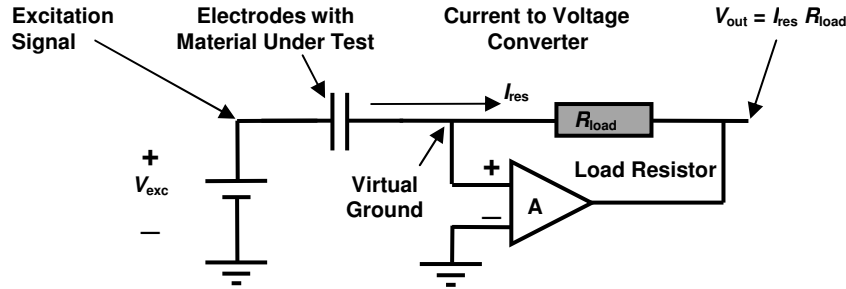 Excitation
Signal
Electrodes with
Material Under Test
Current to Voltage
Converter
Vout = Ires Rload
Ires
Rload
+
Vexc
—
Virtual
Ground
+
—
A
Load Resistor